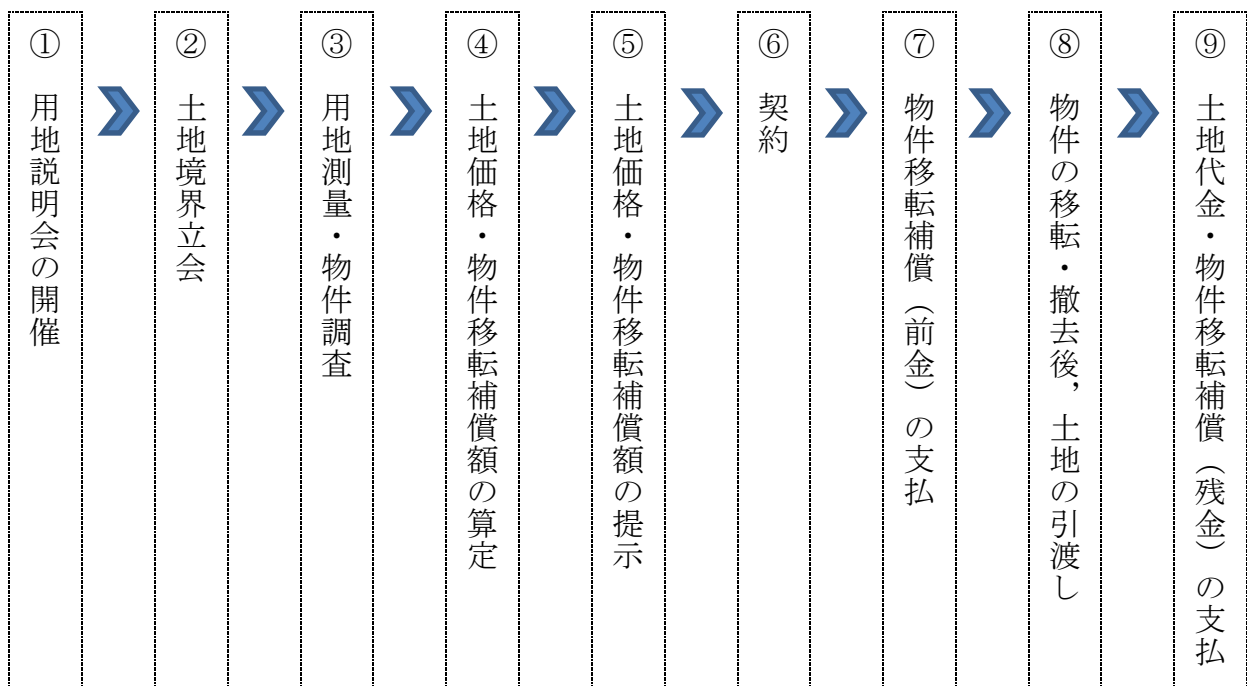 ① 用地説明会の開催
② 土地境界立会
③ 用地測量・物件調査
④ 土地価格・物件移転補償額の算定
⑤ 土地価格・物件移転補償額の提示
⑥ 契約
⑦ 物件移転補償（前金）の支払
⑧ 物件の移転・撤去後，土地の引渡し
⑨ 土地代金・物件移転補償（残金）の支払